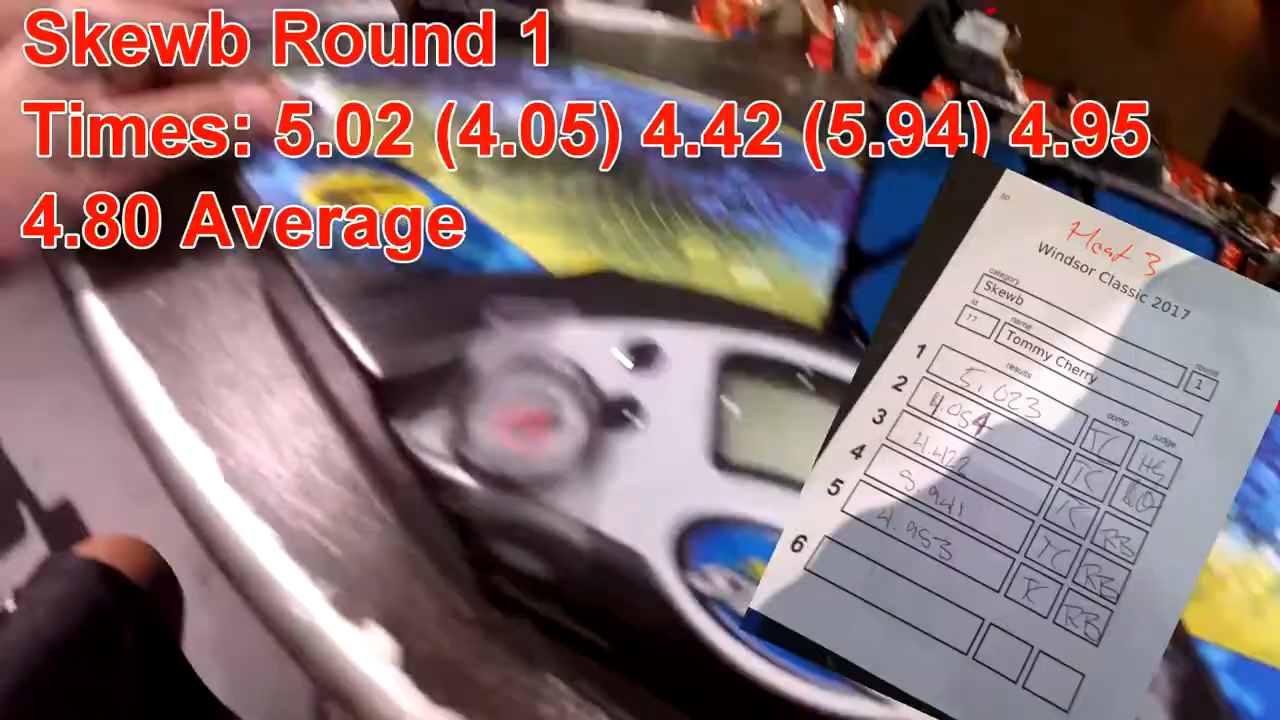 Skewb Round 1
Times: 5.02 (4.05) 4.42 (5.94) 4.95
4.80 Average
Heat 3
Windsor Classic 2017
category
Skewb
round
1
id
77
name
Tommy Cherry
results
comp
judge
1 5.023 TC HS
2 4.054 TC
3 4.422 TC RB
4 5.941 TC RB
5 4.953 TC RB
6